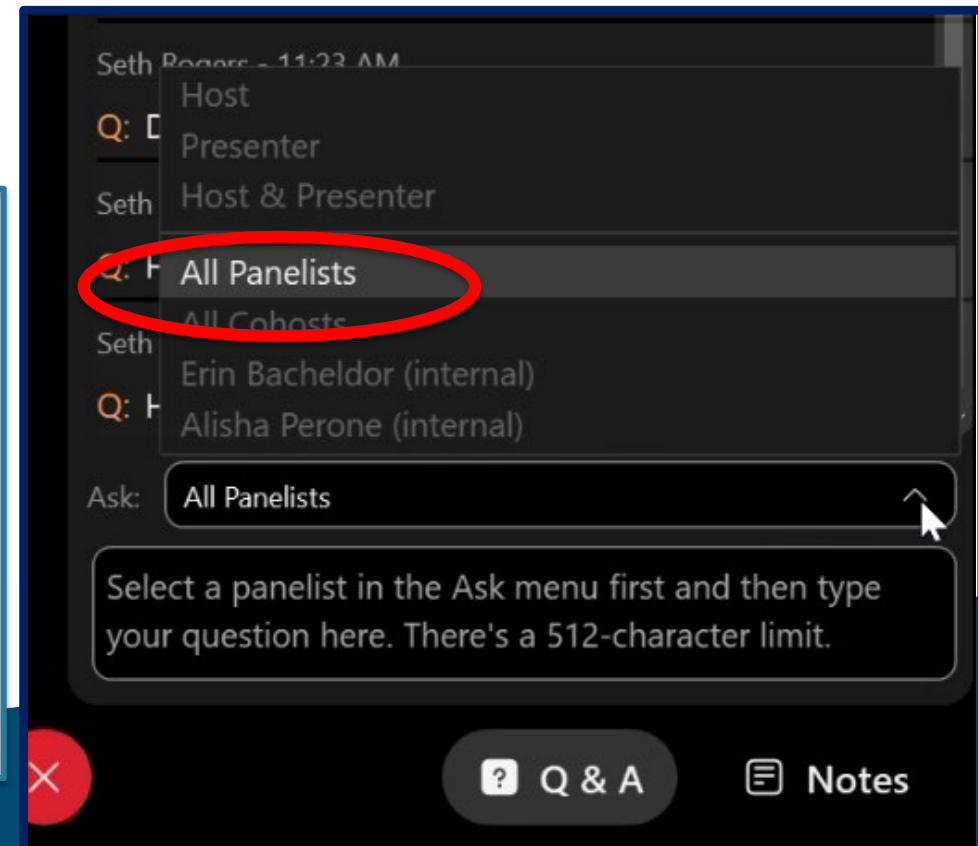 Seth Rogers - 11:23 AM
Host
Q: D
Presenter
Seth
Host & Presenter
Q: H
All Panelists
All Cohosts
Seth
Erin Bacheldor (internal)
Q: H
Alisha Perone (internal)
Ask: All Panelists
Select a panelist in the Ask menu first and then type
your question here. There's a 512-character limit.
? Q & A Notes